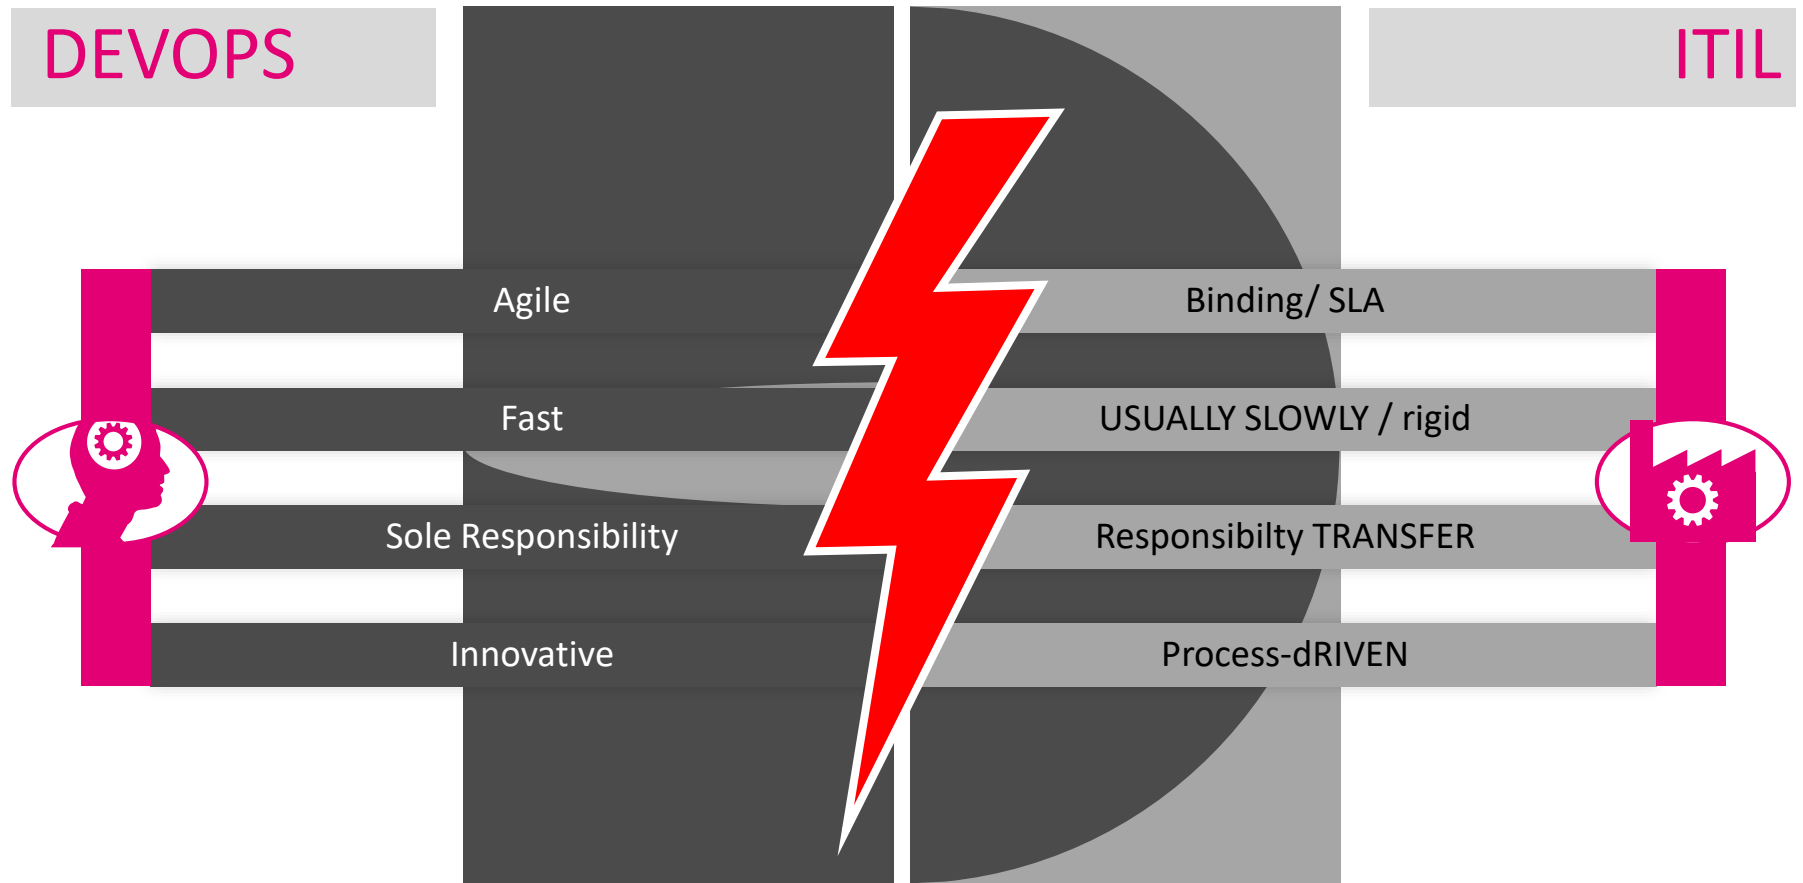 DEVOPS
ITIL
Agile
Binding/ SLA
Fast
USUALLY SLOWLY / rigid
Sole Responsibility
Responsibilty TRANSFER
Innovative
Process-dRIVEN